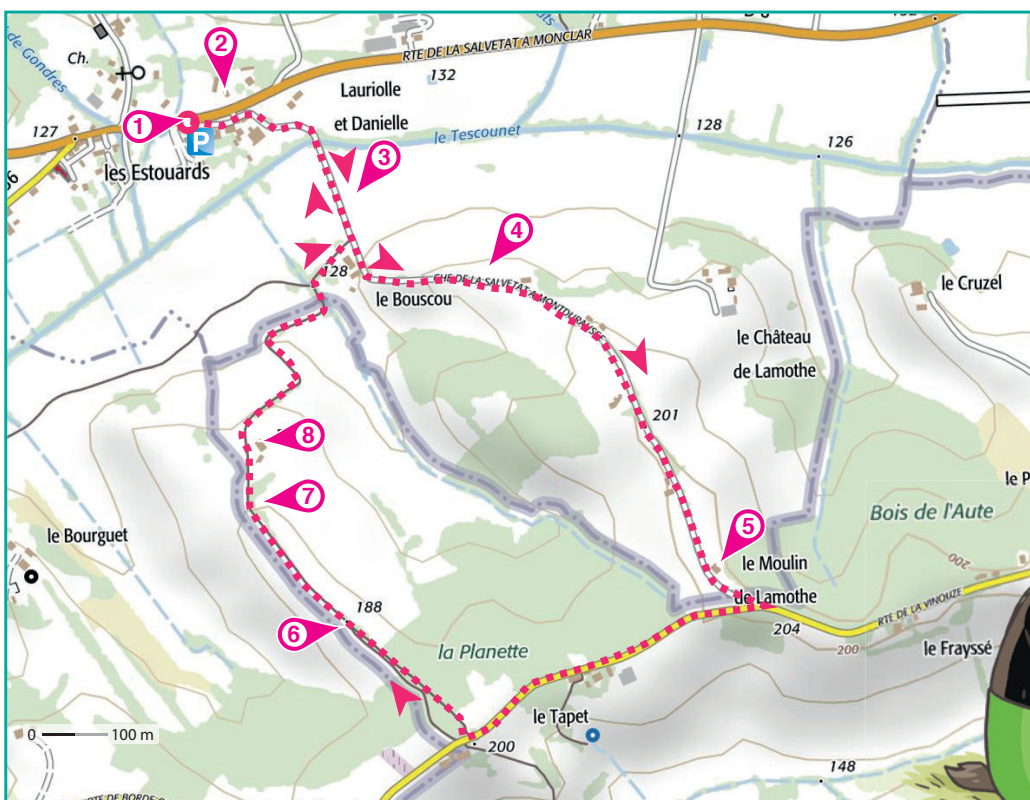 RTE DE LA SALVETAT A MONCLAR
de Gondres
Ch.
2
132
Lauriolle
et Danielle
1
P
127
le Tescounet
128
126
les Estouards
3
4
128
CHE DE LA SALVETAT A MONTDURAUSSE
le Bouscou
le Cruzel
le Château
de Lamothe
201
8
7
le P
Bois de l'Aute
le Bourguet
5
le Moulin
de Lamothe
200
188
6
204
RTE DE LA VINOUZE
la Planette
200
le Frayssé
le Tapet
0
100 m
200
148